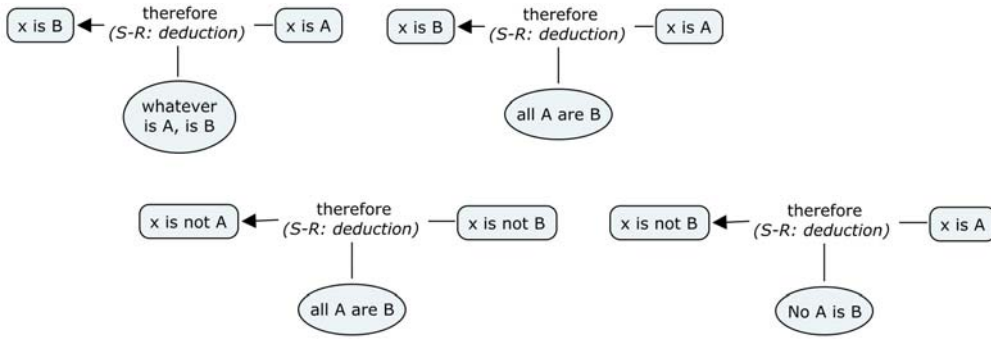 therefore
x is B
(S-R: deduction)
x is A
whatever
is A, is B
therefore
x is B
(S-R: deduction)
x is A
all A are B
therefore
x is not A
(S-R: deduction)
x is not B
all A are B
therefore
x is not B
(S-R: deduction)
x is A
No A is B